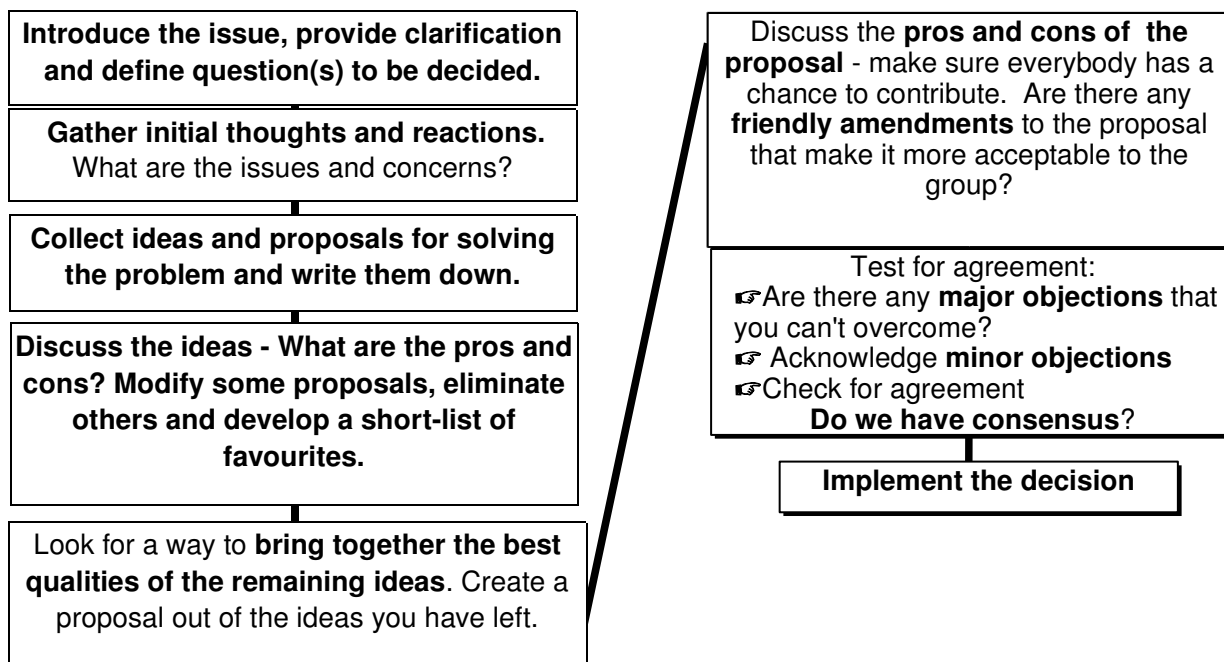 Introduce the issue, provide clarification
and define question(s) to be decided.
Gather initial thoughts and reactions.
What are the issues and concerns?
Collect ideas and proposals for solving
the problem and write them down.
Discuss the ideas - What are the pros and
cons? Modify some proposals, eliminate
others and develop a short-list of
favourites.
Look for a way to bring together the best
qualities of the remaining ideas. Create a
proposal out of the ideas you have left.
Discuss the pros and cons of the
proposal - make sure everybody has a
chance to contribute. Are there any
friendly amendments to the proposal
that make it more acceptable to the
group?
Test for agreement:
☞Are there any major objections that
you can't overcome?
☞ Acknowledge minor objections
☞Check for agreement
Do we have consensus?
Implement the decision